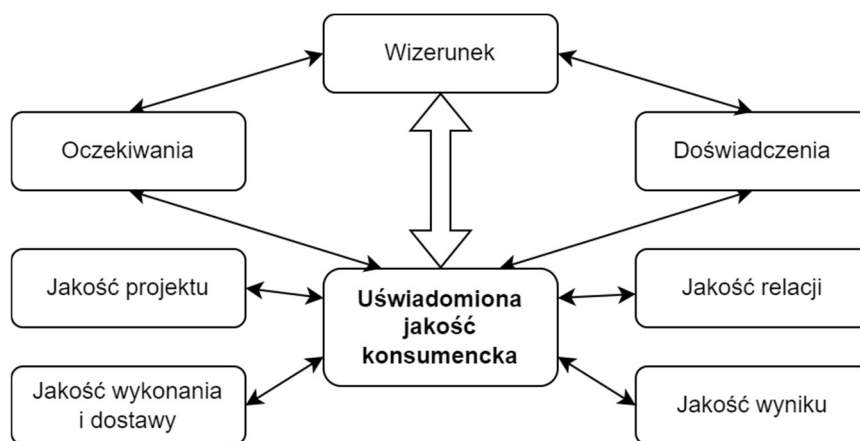 Wizerunek
Oczekiwania
Doświadczenia
Jakość projektu
Uświadomiona
jakość
konsumencka
Jakość relacji
Jakość wykonania
i dostawy
Jakość wyniku